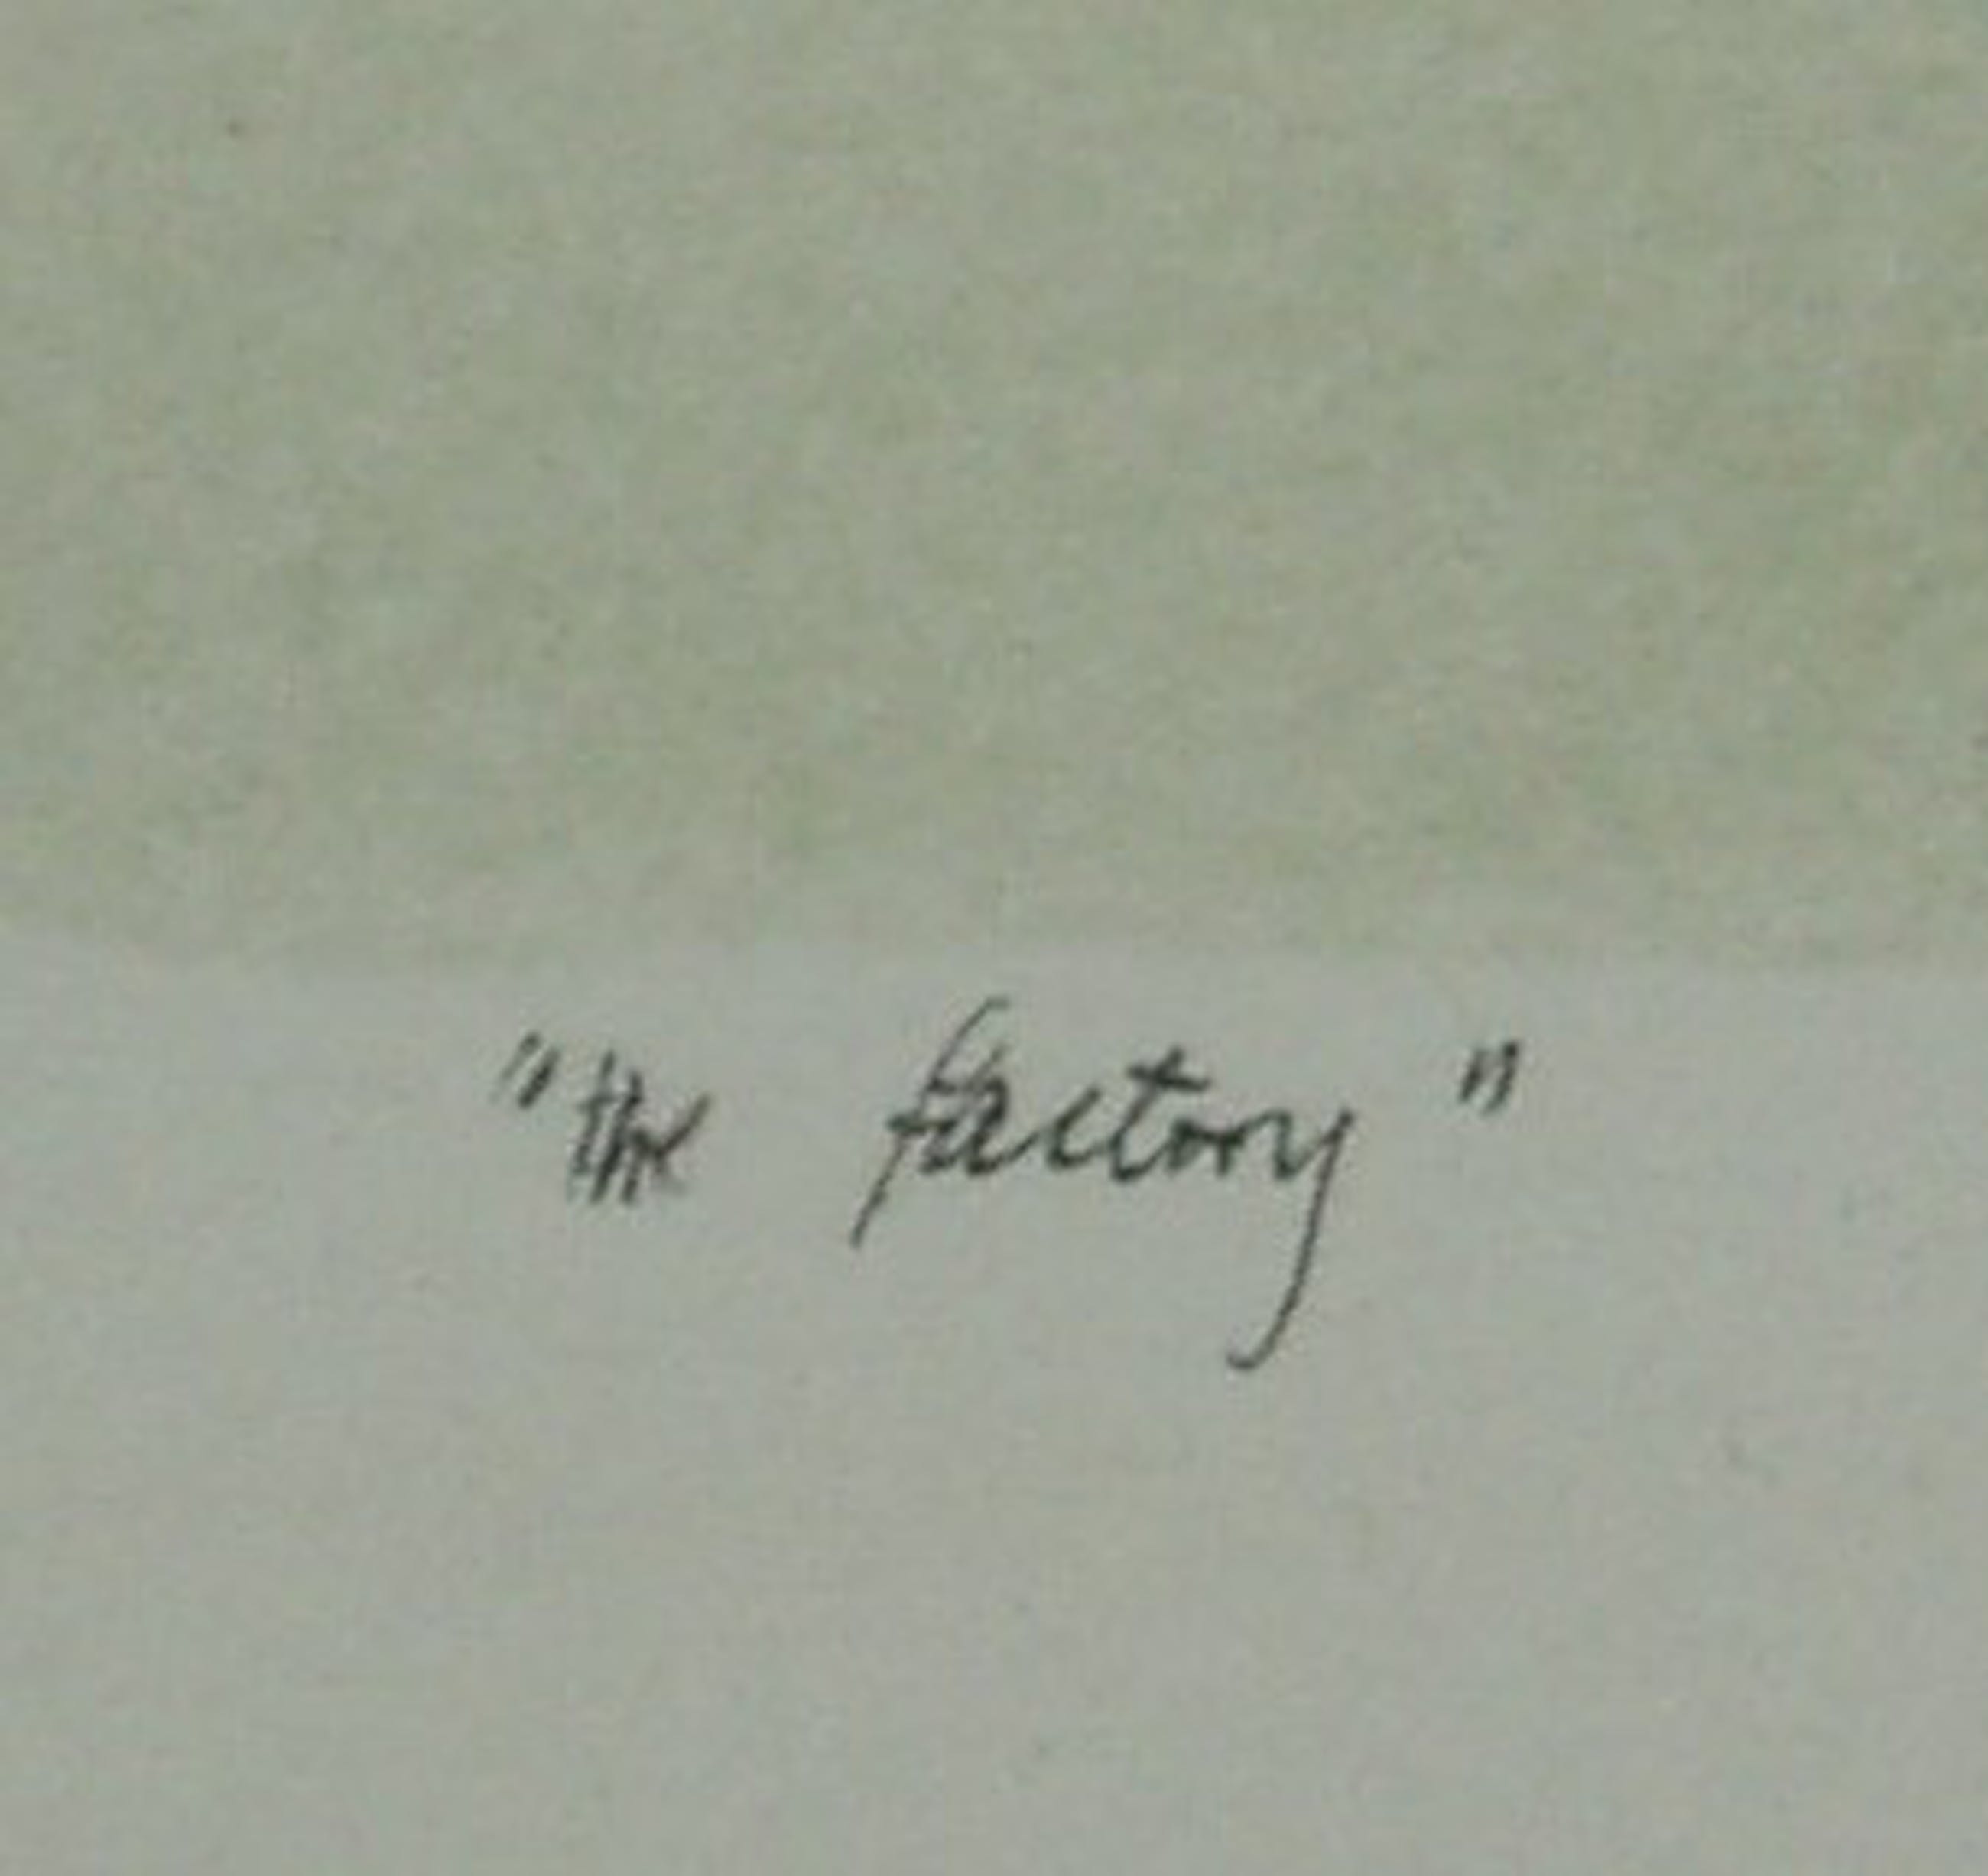 "the factory"